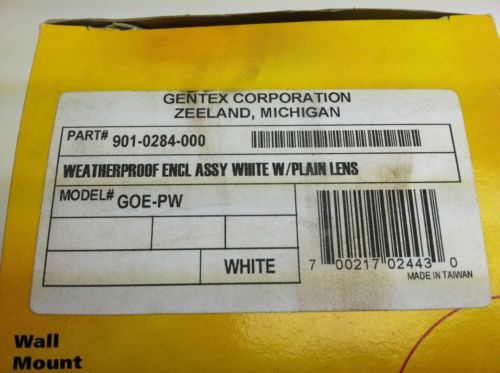 GENTEX CORPORATION
ZEELAND, MICHIGAN
PART# 901-0284-000
WEATHERPROOF ENCL ASSY WHITE W/PLAIN LENS
MODEL# GOE-PW
WHITE
7 00217 02443 0
MADE IN TAIWAN
Wall
Mount